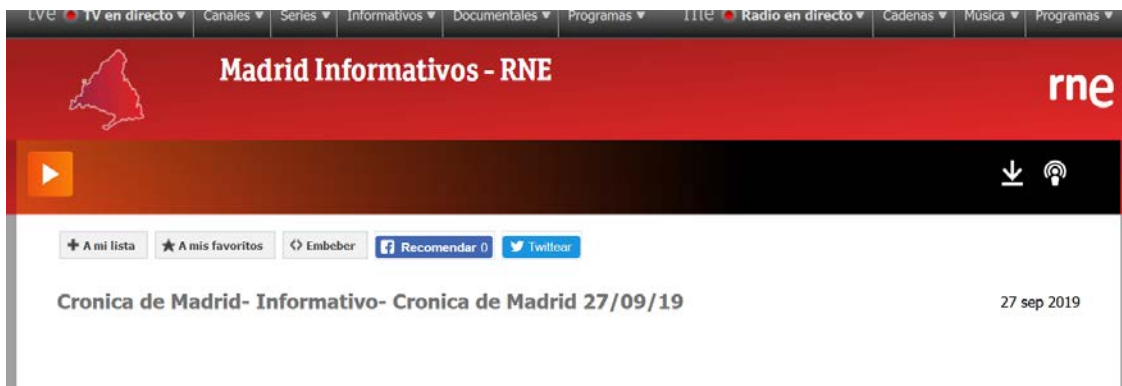 tve TV en directo Canales Series Informativos Documentales Programas rne Radio en directo Cadenas Música Programas
Madrid Informativos - RNE
rne
A mi lista A mis favoritos Embeber Recomendar 0 Twittear
Cronica de Madrid- Informativo- Cronica de Madrid 27/09/19
27 sep 2019